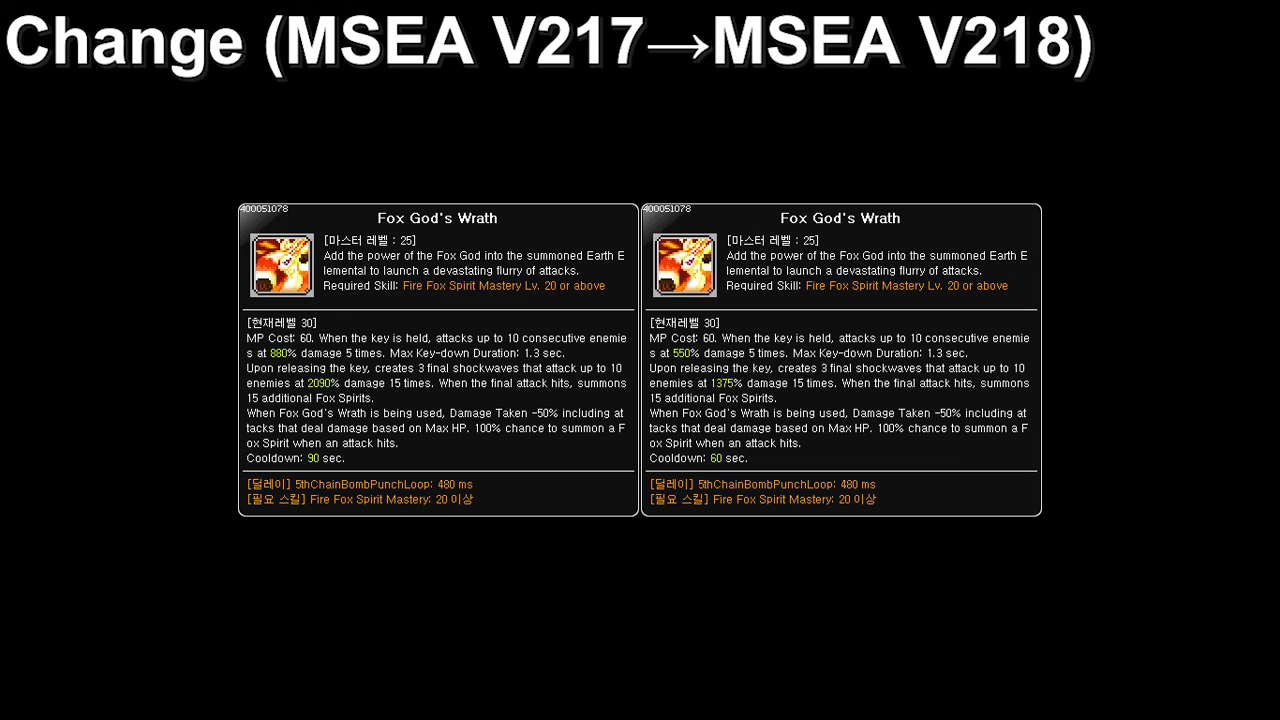 Change (MSEA V217→MSEA V218)
400051078
Fox God's Wrath
[마스터 레벨 : 25]
Add the power of the Fox God into the summoned Earth E
lemental to launch a devastating flurry of attacks.
Required Skill: Fire Fox Spirit Mastery Lv. 20 or above
[현재레벨 30]
MP Cost: 60. When the key is held, attacks up to 10 consecutive enemie
s at 880% damage 5 times. Max Key-down Duration: 1.3 sec.
Upon releasing the key, creates 3 final shockwaves that attack up to 10
enemies at 2090% damage 15 times. When the final attack hits, summons
15 additional Fox Spirits.
When Fox God's Wrath is being used, Damage Taken -50% including at
tacks that deal damage based on Max HP. 100% chance to summon a F
ox Spirit when an attack hits.
Cooldown: 90 sec.
[딜레이] 5thChainBombPunchLoop: 480 ms
[필요 스킬] Fire Fox Spirit Mastery: 20 이상
400051078
Fox God's Wrath
[마스터 레벨 : 25]
Add the power of the Fox God into the summoned Earth E
lemental to launch a devastating flurry of attacks.
Required Skill: Fire Fox Spirit Mastery Lv. 20 or above
[현재레벨 30]
MP Cost: 60. When the key is held, attacks up to 10 consecutive enemie
s at 550% damage 5 times. Max Key-down Duration: 1.3 sec.
Upon releasing the key, creates 3 final shockwaves that attack up to 10
enemies at 1375% damage 15 times. When the final attack hits, summons
15 additional Fox Spirits.
When Fox God's Wrath is being used, Damage Taken -50% including at
tacks that deal damage based on Max HP. 100% chance to summon a F
ox Spirit when an attack hits.
Cooldown: 60 sec.
[딜레이] 5thChainBombPunchLoop: 480 ms
[필요 스킬] Fire Fox Spirit Mastery: 20 이상